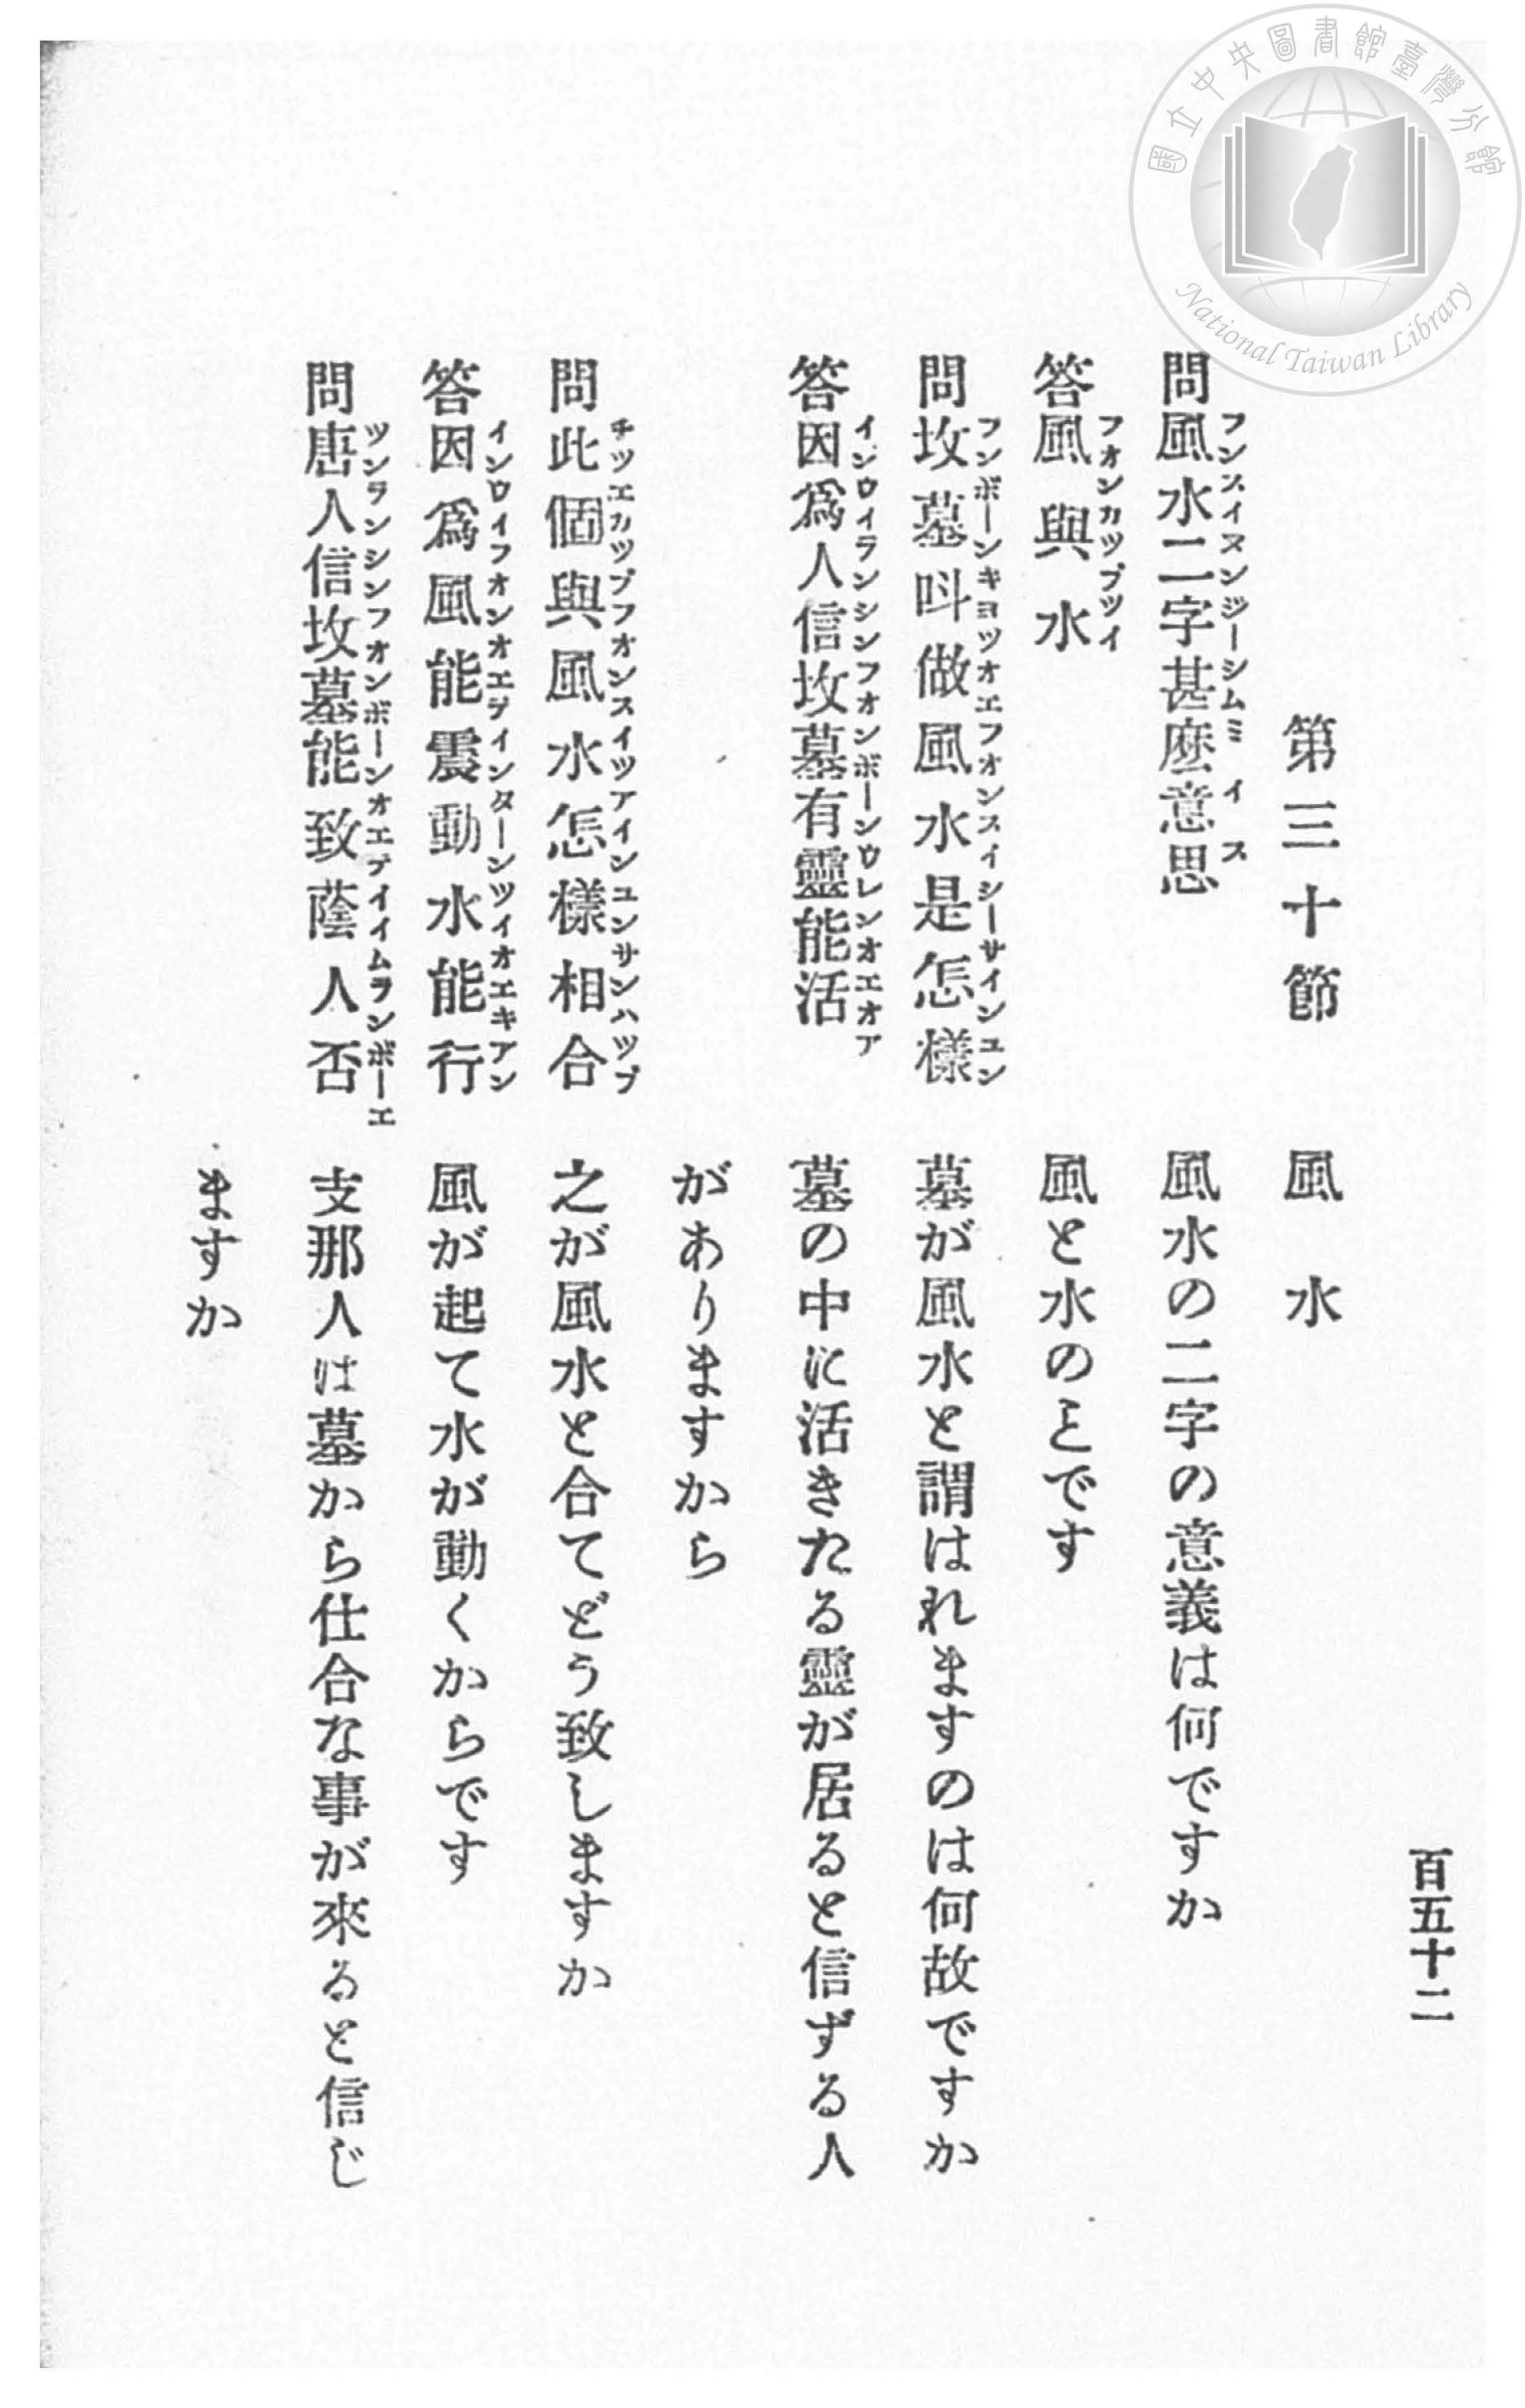 國立中央圖書館臺灣分館
National Taiwan Library
百五十二
第三十節　風水
問風水二字甚麽意思
フンスイヌンジーシムミイス
風水の二字の意義は何ですか
答風與水
フオンカップツイ
風と水のことです
問坟墓呌做風水是怎樣
フンボーンキヨツオエフオンスイシーサインユン
墓が風水と謂はれますのは何故ですか
答因爲人信坟墓有靈能活
インロイランシンフオンボーンウレンオエオア
墓の中に活きたる靈が居ると信ずる人
がありますから
問此個與風水怎樣相合
チツエカツプフオンスイツアインユンサンハツプ
之が風水と合てどう致しますか
答因爲風能震動水能行
インロイフオンオエヲインターンツイオエキアン
風が起て水が動くからです
問唐人信坟墓能致蔭人否
ツンランシンフオンボーンオエデイイムランボーエ
支那人は墓から仕合な事が來ると信じ
ますか